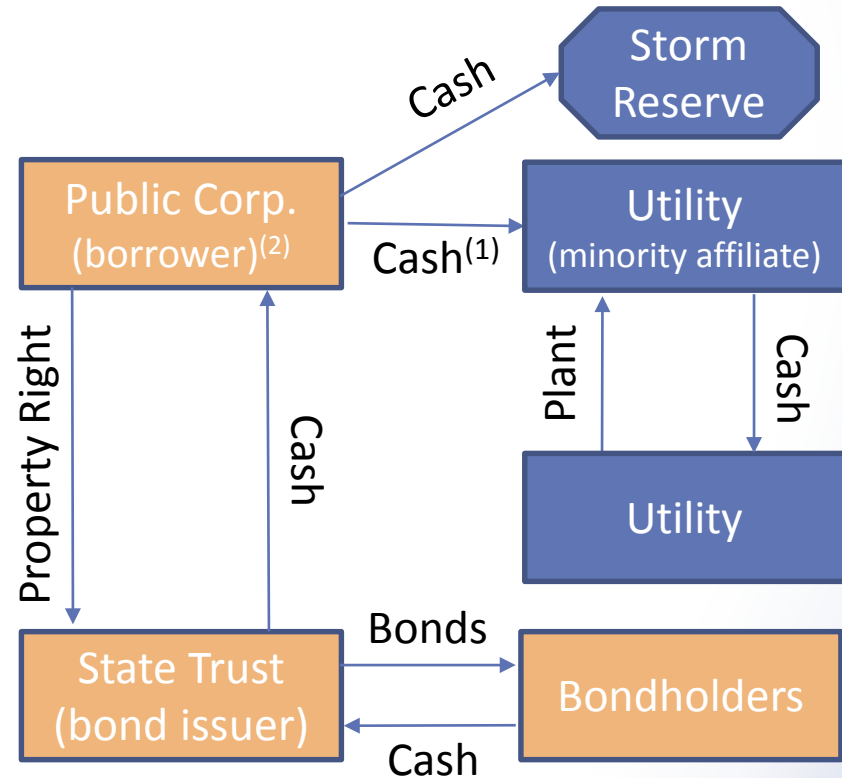 Storm
Reserve
Cash
Public Corp.
(borrower)(2)
Cash(1)
Utility
(minority affiliate)
Property Right
Cash
Plant
Cash
Utility
State Trust
(bond issuer)
Bonds
Cash
Bondholders